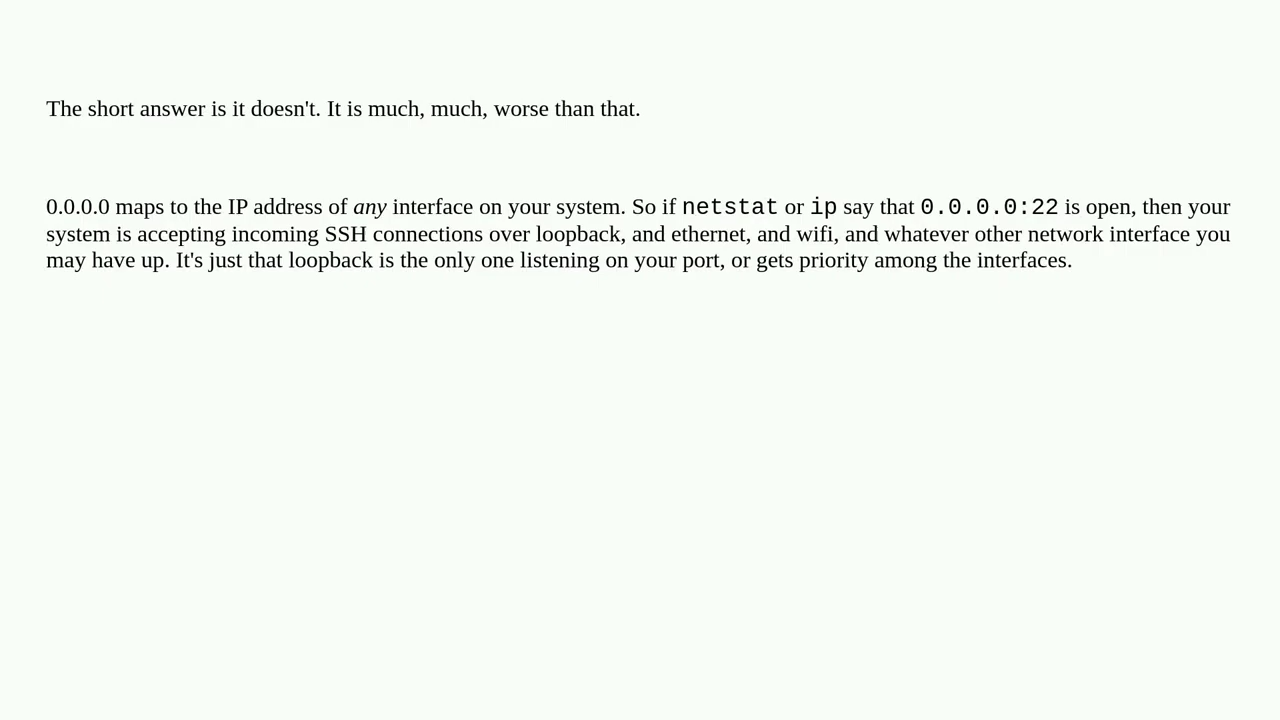 The short answer is it doesn't. It is much, much, worse than that.
0.0.0.0 maps to the IP address of any interface on your system. So if netstat or ip say that 0.0.0.0:22 is open, then your
system is accepting incoming SSH connections over loopback, and ethernet, and wifi, and whatever other network interface you
may have up. It's just that loopback is the only one listening on your port, or gets priority among the interfaces.